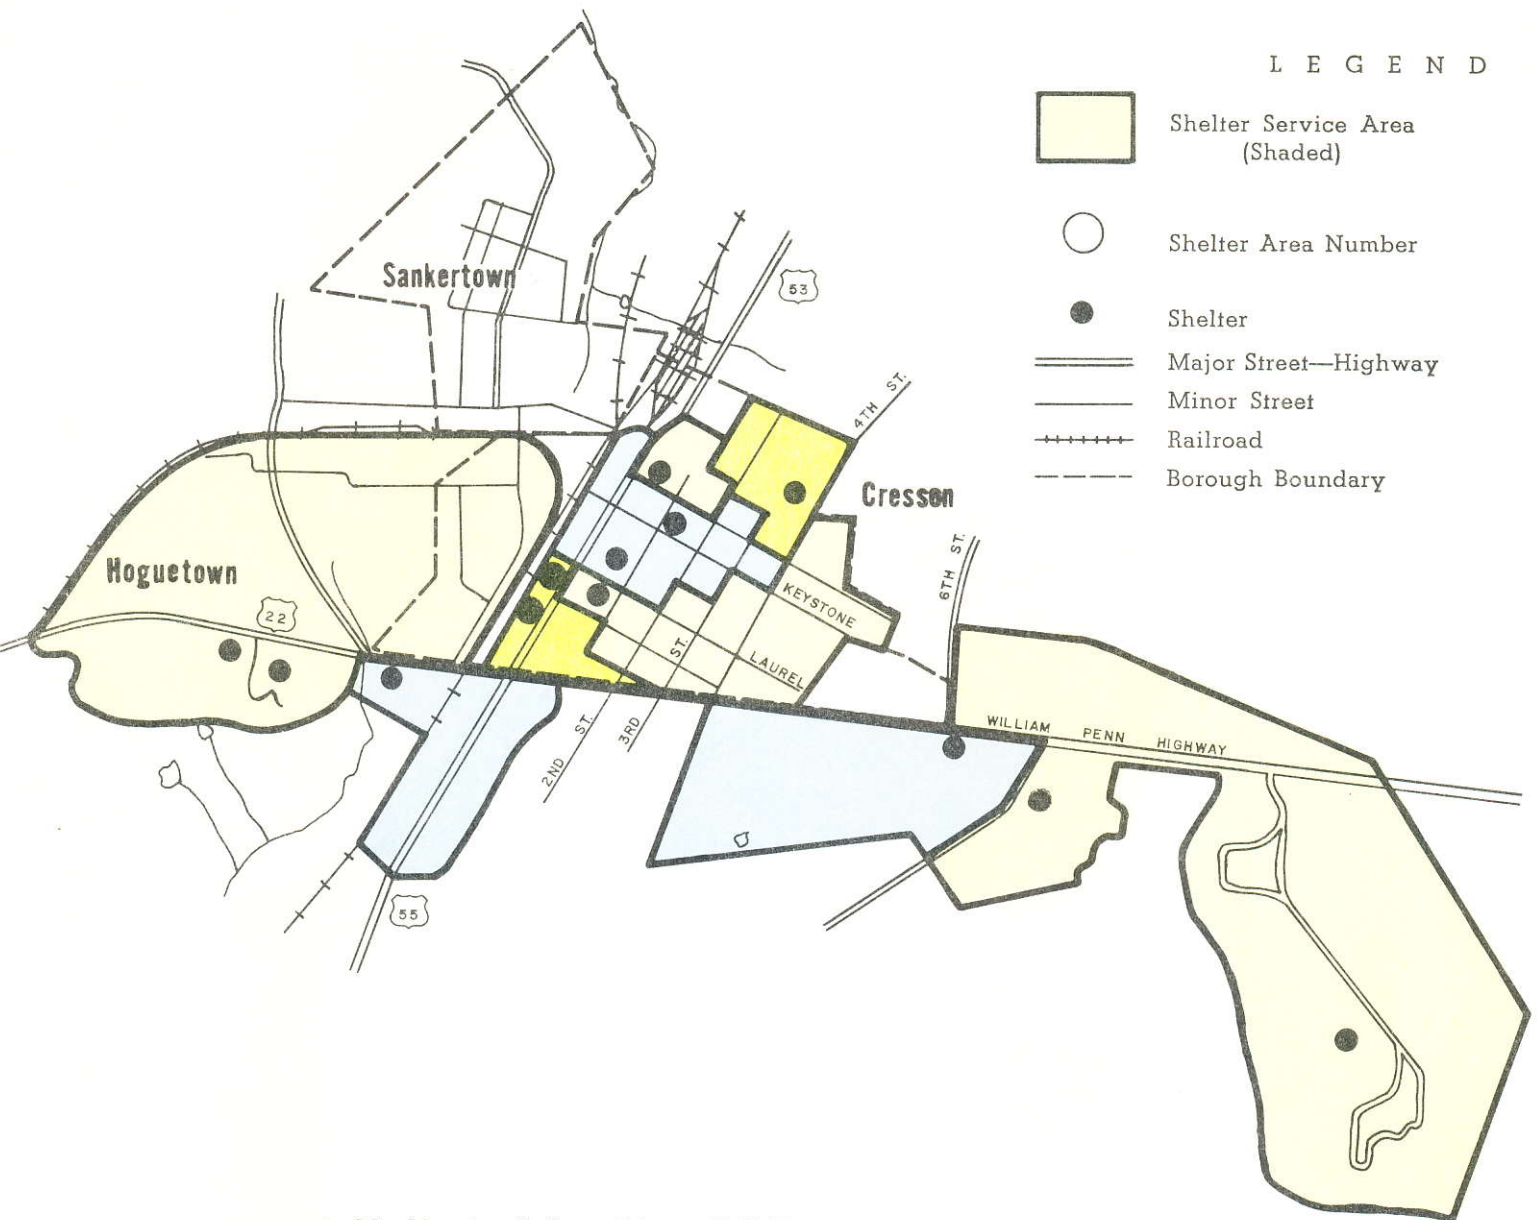 LEGEND
Shelter Service Area
(Shaded)
Shelter Area Number
Shelter
Major Street—Highway
Minor Street
Railroad
Borough Boundary
Sankertown
53
4TH ST.
Cresson
Hoguetown
22
6TH ST.
KEYSTONE
LAUREL
ST.
3RD
2ND ST.
WILLIAM PENN HIGHWAY
55